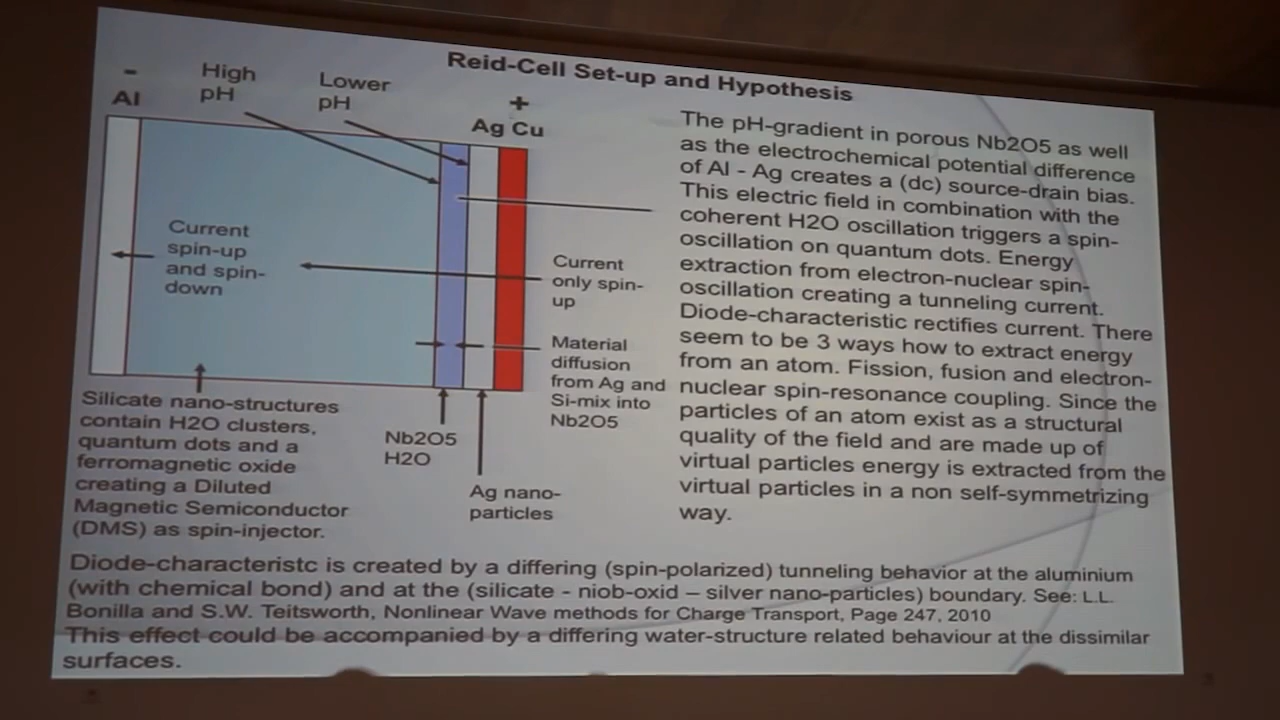 Reid-Cell Set-up and Hypothesis
-
Al
High
pH
Lower
pH
+
Ag Cu
Current
spin-up
and spin-
down
Current
only spin-
up
Material
diffusion
from Ag and
Si-mix into
Nb2O5
Silicate nano-structures
contain H2O clusters,
quantum dots and a
ferromagnetic oxide
creating a Diluted
Magnetic Semiconductor
(DMS) as spin-injector.
Nb2O5
H2O
Ag nano-
particles
The pH-gradient in porous Nb2O5 as well
as the electrochemical potential difference
of Al - Ag creates a (dc) source-drain bias.
This electric field in combination with the
coherent H2O oscillation triggers a spin-
oscillation on quantum dots. Energy
extraction from electron-nuclear spin-
oscillation creating a tunneling current.
Diode-characteristic rectifies current. There
seem to be 3 ways how to extract energy
from an atom. Fission, fusion and electron-
nuclear spin-resonance coupling. Since the
particles of an atom exist as a structural
quality of the field and are made up of
virtual particles energy is extracted from the
virtual particles in a non self-symmetrizing
way.
Diode-characteristc is created by a differing (spin-polarized) tunneling behavior at the aluminium
(with chemical bond) and at the (silicate - niob-oxid – silver nano-particles) boundary. See: L.L.
Bonilla and S.W. Teitsworth, Nonlinear Wave methods for Charge Transport, Page 247, 2010
This effect could be accompanied by a differing water-structure related behaviour at the dissimilar
surfaces.